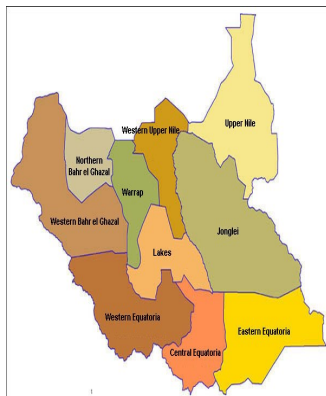 Upper Nile
Western Upper Nile
Northern
Bahr el Ghazal
Warrap
Western Bahr el Ghazal
Jonglei
Lakes
Western Equatoria
Eastern Equatoria
Central Equatoria